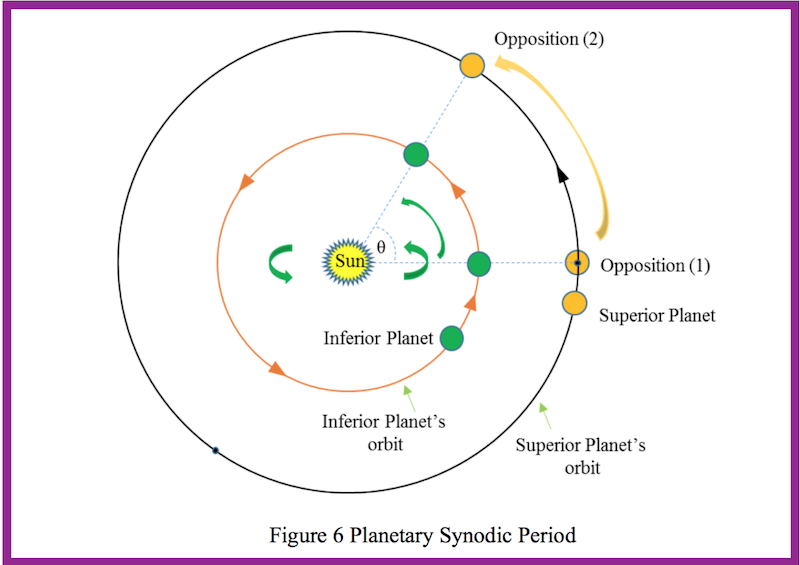 Opposition (2)
θ
Sun
Opposition (1)
Superior Planet
Inferior Planet
Inferior Planet's
orbit
Superior Planet's
orbit
Figure 6 Planetary Synodic Period